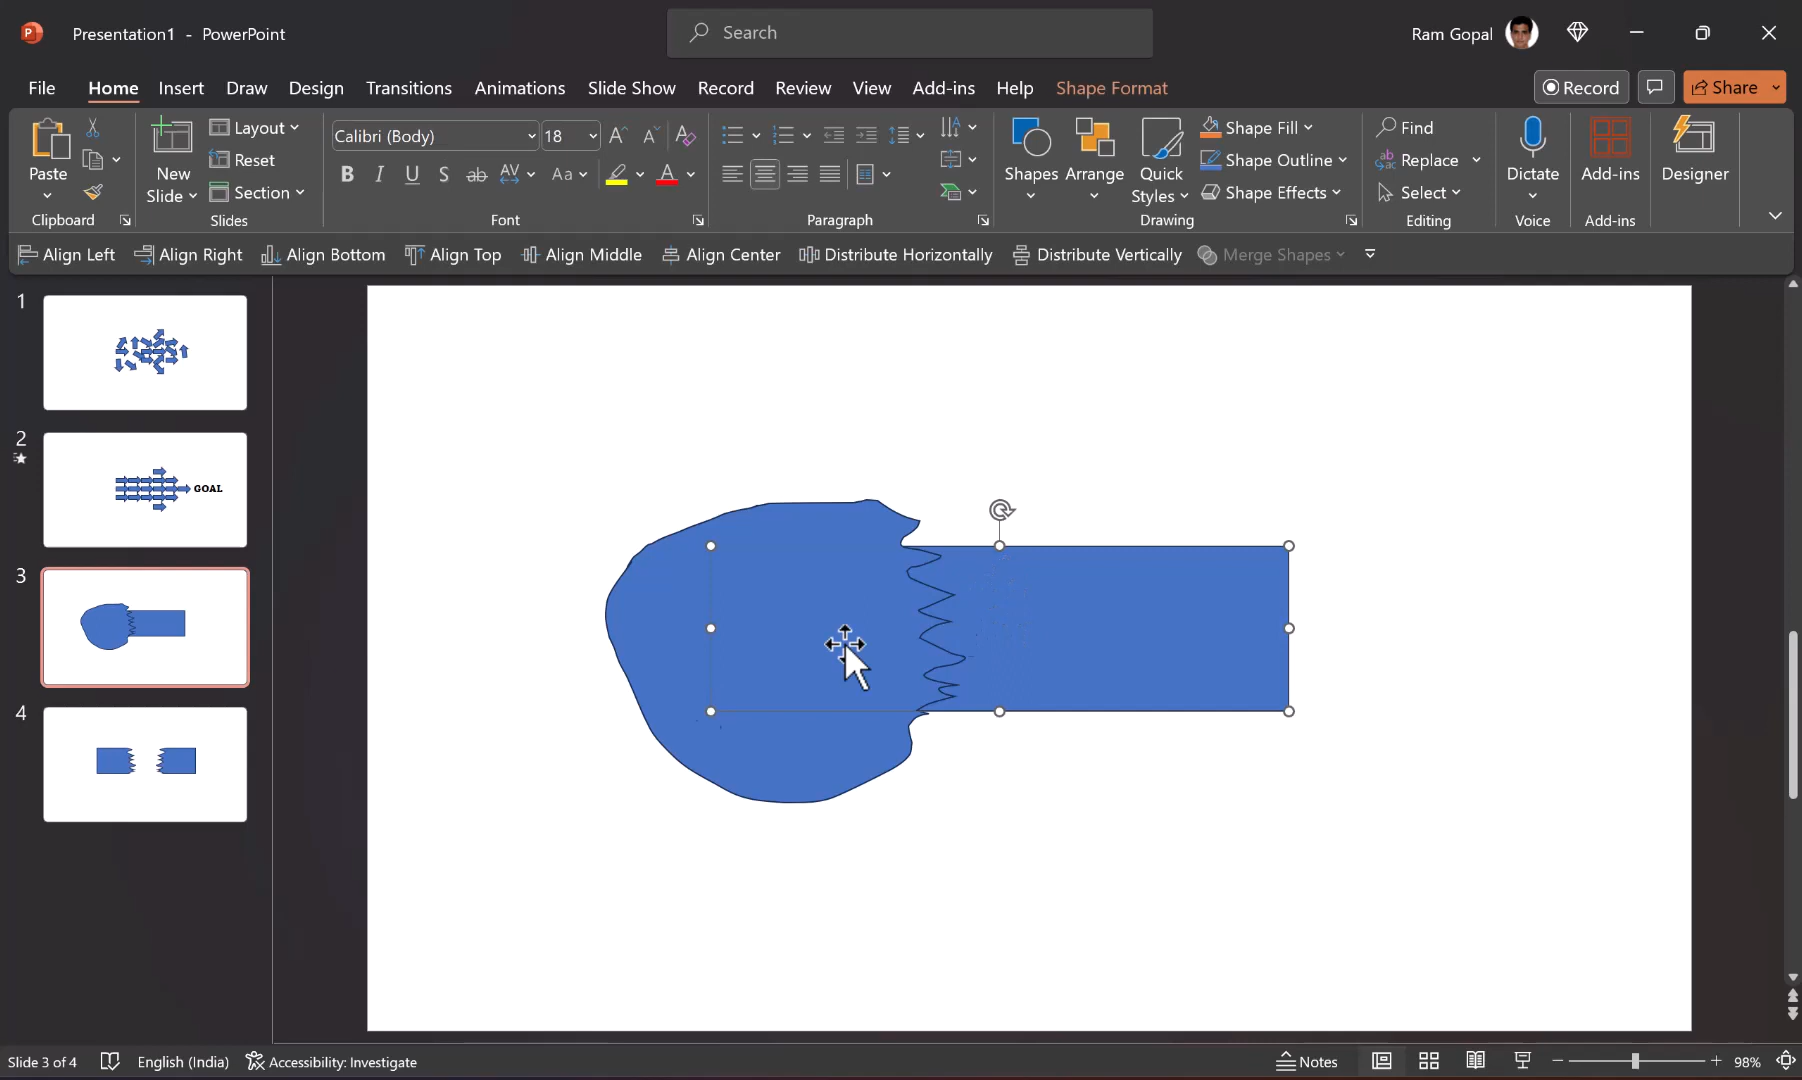 Presentation1 - PowerPoint
Search
Ram Gopal
File Home Insert Draw Design Transitions Animations Slide Show Record Review View Add-ins Help Shape Format
Record
Share
Paste
Clipboard
New
Slide
Layout
Reset
Section
Slides
Calibri (Body)
18
B I U S ab AV Aa A
Font
Paragraph
Shapes
Arrange
Quick
Styles
Shape Fill
Shape Outline
Shape Effects
Drawing
Find
Replace
Select
Editing
Dictate
Voice
Add-ins
Add-ins
Designer
Align Left Align Right Align Bottom Align Top Align Middle Align Center Distribute Horizontally Distribute Vertically Merge Shapes
1
2
GOAL
3
4
Slide 3 of 4
English (India)
Accessibility: Investigate
Notes
98%